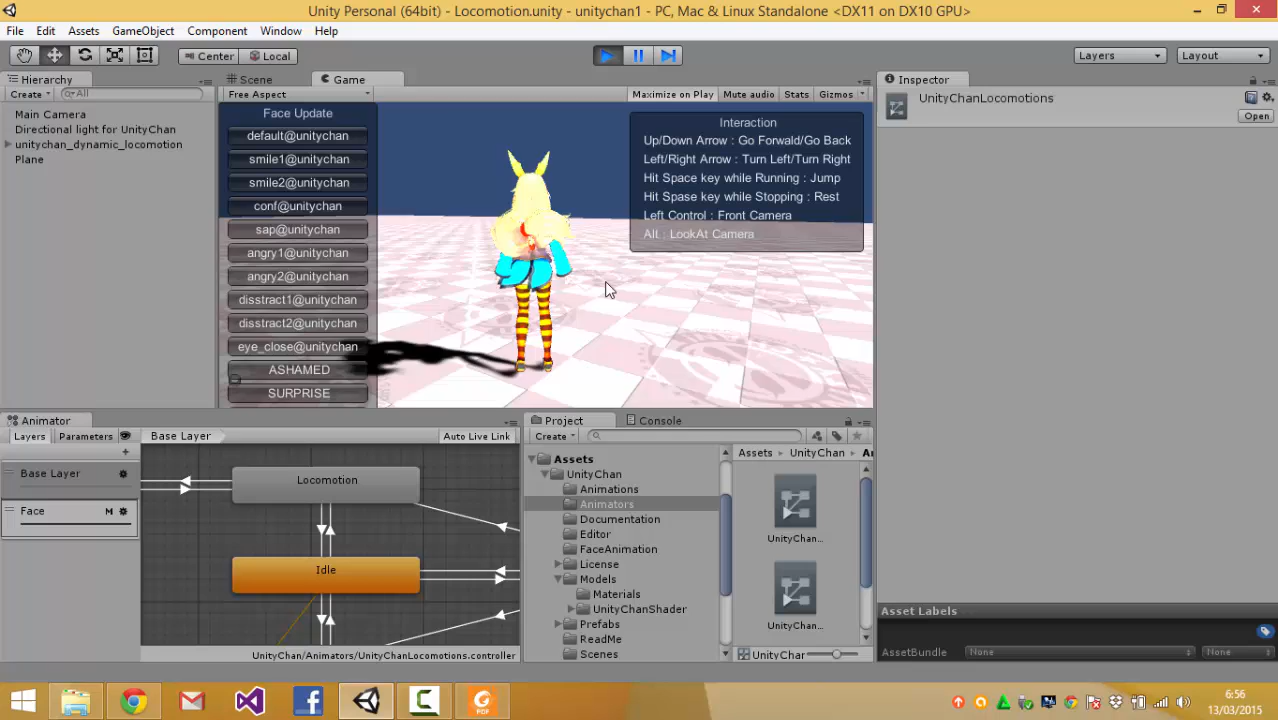 Unity Personal (64bit) - Locomotion.unity - unitychan1 - PC, Mac & Linux Standalone <DX11 on DX10 GPU>
File Edit Assets GameObject Component Window Help
Center Local Layers Layout
Hierarchy
Create All
Main Camera
Directional light for UnityChan
unitychan_dynamic_locomotion
Plane
Scene Game
Free Aspect Maximize on Play Mute audio Stats Gizmos
Face Update
default@unitychan
smile1@unitychan
smile2@unitychan
conf@unitychan
sap@unitychan
angry1@unitychan
angry2@unitychan
disstract1@unitychan
disstract2@unitychan
eye_close@unitychan
ASHAMED
SURPRISE
Interaction
Up/Down Arrow : Go Forwald/Go Back
Left/Right Arrow : Turn Left/Turn Right
Hit Space key while Running : Jump
Hit Spase key while Stopping : Rest
Left Control : Front Camera
Alt : LookAt Camera
Inspector
UnityChanLocomotions
Open
Animator
Layers Parameters Base Layer Auto Live Link
Base Layer
Face M
Locomotion
Idle
UnityChan/Animators/UnityChanLocomotions.controller
Project Console
Create
Assets
UnityChan
Animations
Animators
Documentation
Editor
FaceAnimation
License
Models
Materials
UnityChanShader
Prefabs
ReadMe
Scenes
Assets UnityChan Ar
UnityChan...
UnityChan...
UnityChar
Asset Labels
AssetBundle None None
PDF
6:56
13/03/2015